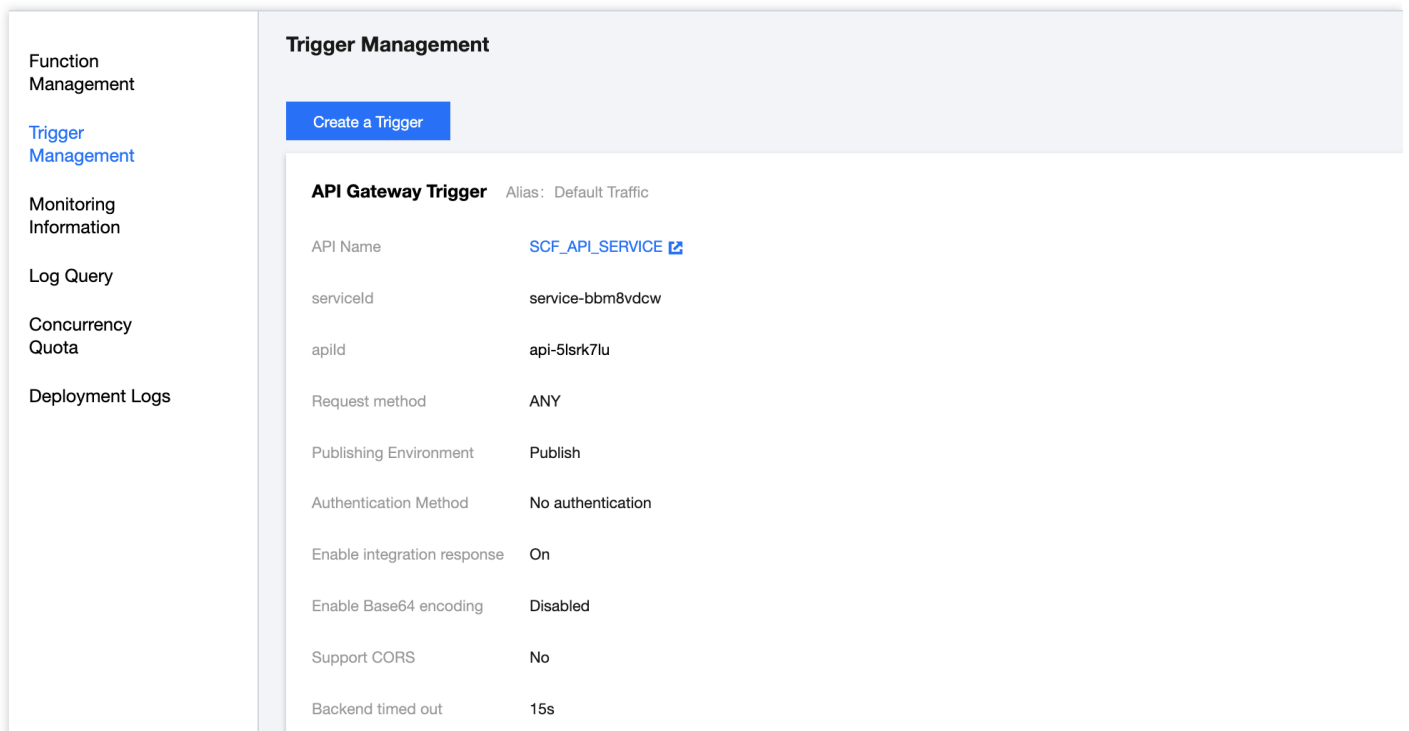 Function
Management
Trigger
Management
Monitoring
Information
Log Query
Concurrency
Quota
Deployment Logs
Trigger Management
Create a Trigger
API Gateway Trigger Alias: Default Traffic
API Name SCF_API_SERVICE
serviceId service-bbm8vdcw
apiId api-5lsrk7lu
Request method ANY
Publishing Environment Publish
Authentication Method No authentication
Enable integration response On
Enable Base64 encoding Disabled
Support CORS No
Backend timed out 15s